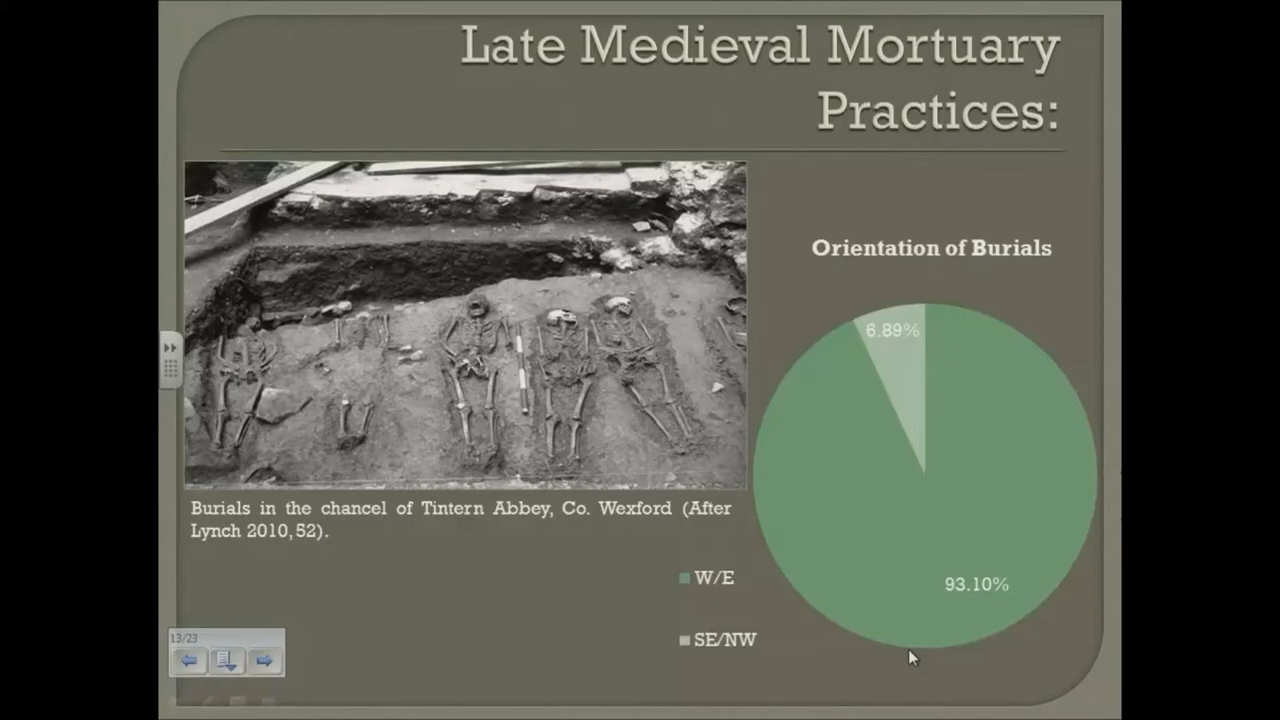 Late Medieval Mortuary
Practices:
Orientation of Burials
6.89%
93.10%
Burials in the chancel of Tintern Abbey, Co. Wexford (After
Lynch 2010, 52).
W/E
SE/NW
13/23